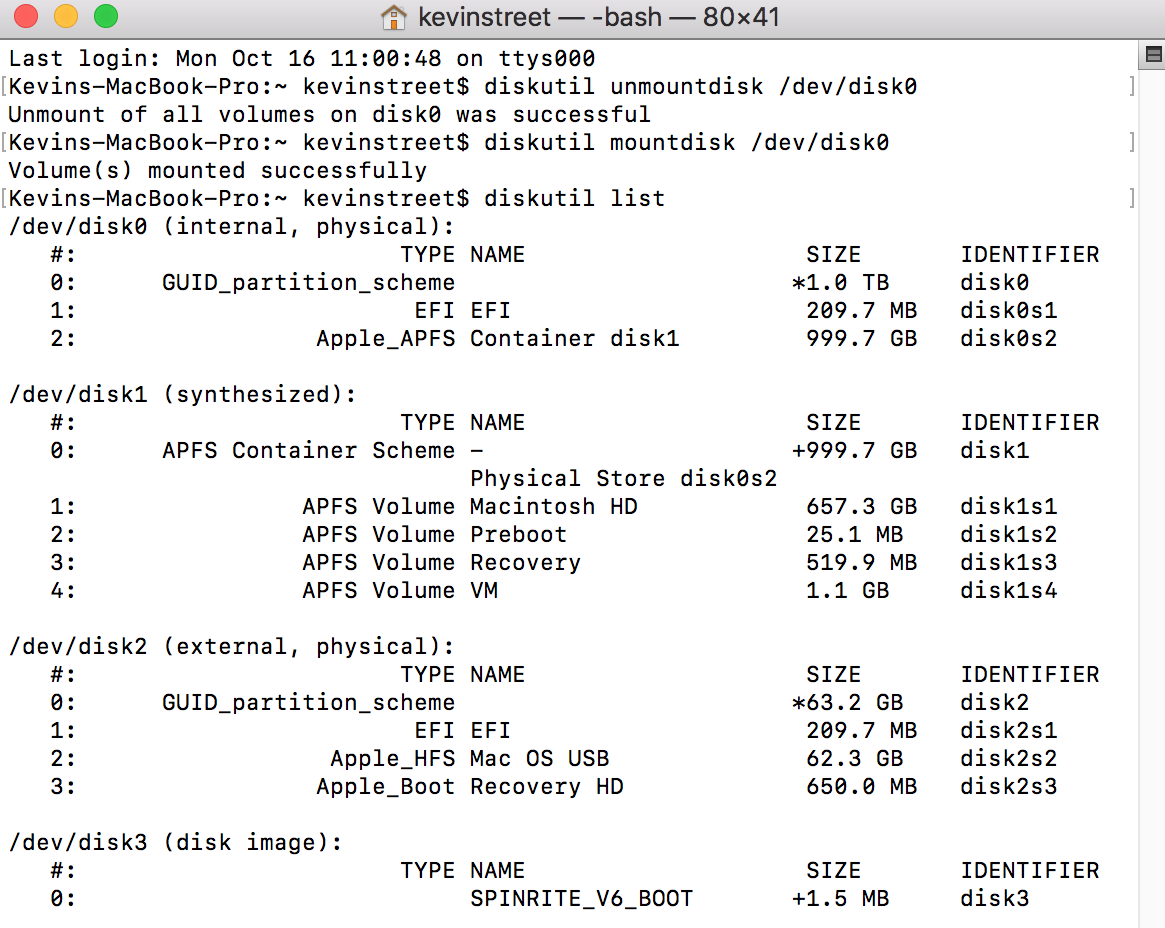 kevinstreet — -bash — 80×41
Last login: Mon Oct 16 11:00:48 on ttys000
[Kevins-MacBook-Pro:~ kevinstreet$ diskutil unmountdisk /dev/disk0 ]
Unmount of all volumes on disk0 was successful
[Kevins-MacBook-Pro:~ kevinstreet$ diskutil mountdisk /dev/disk0 ]
Volume(s) mounted successfully
[Kevins-MacBook-Pro:~ kevinstreet$ diskutil list ]
/dev/disk0 (internal, physical):
   #:                       TYPE NAME                    SIZE       IDENTIFIER
   0:      GUID_partition_scheme                        *1.0 TB     disk0
   1:                        EFI EFI                     209.7 MB   disk0s1
   2:                 Apple_APFS Container disk1         999.7 GB   disk0s2

/dev/disk1 (synthesized):
   #:                       TYPE NAME                    SIZE       IDENTIFIER
   0:      APFS Container Scheme -                      +999.7 GB   disk1
                                 Physical Store disk0s2
   1:                APFS Volume Macintosh HD            657.3 GB   disk1s1
   2:                APFS Volume Preboot                 25.1 MB    disk1s2
   3:                APFS Volume Recovery                519.9 MB   disk1s3
   4:                APFS Volume VM                      1.1 GB     disk1s4

/dev/disk2 (external, physical):
   #:                       TYPE NAME                    SIZE       IDENTIFIER
   0:      GUID_partition_scheme                        *63.2 GB    disk2
   1:                        EFI EFI                     209.7 MB   disk2s1
   2:                  Apple_HFS Mac OS USB              62.3 GB    disk2s2
   3:                 Apple_Boot Recovery HD             650.0 MB   disk2s3

/dev/disk3 (disk image):
   #:                       TYPE NAME                    SIZE       IDENTIFIER
   0:                            SPINRITE_V6_BOOT       +1.5 MB     disk3